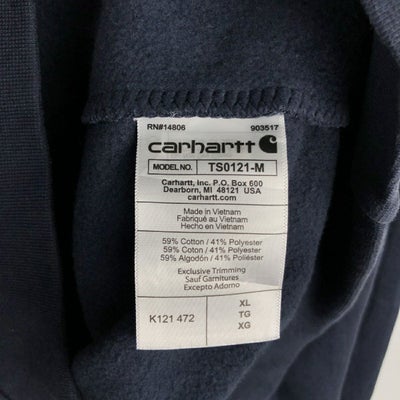 RN#14806 903517
carhartt
MODEL NO. TS0121-M
Carhartt, Inc. P.O. Box 600
Dearborn, MI 48121 USA
carhartt.com
Made in Vietnam
Fabriqué au Vietnam
Hecho en Vietnam
59% Cotton / 41% Polyester
59% Coton / 41% Polyester
59% Algodón / 41% Poliéster
Exclusive Trimming
Sauf Garnitures
Excepto Adorno
K121 472
XL
TG
XG